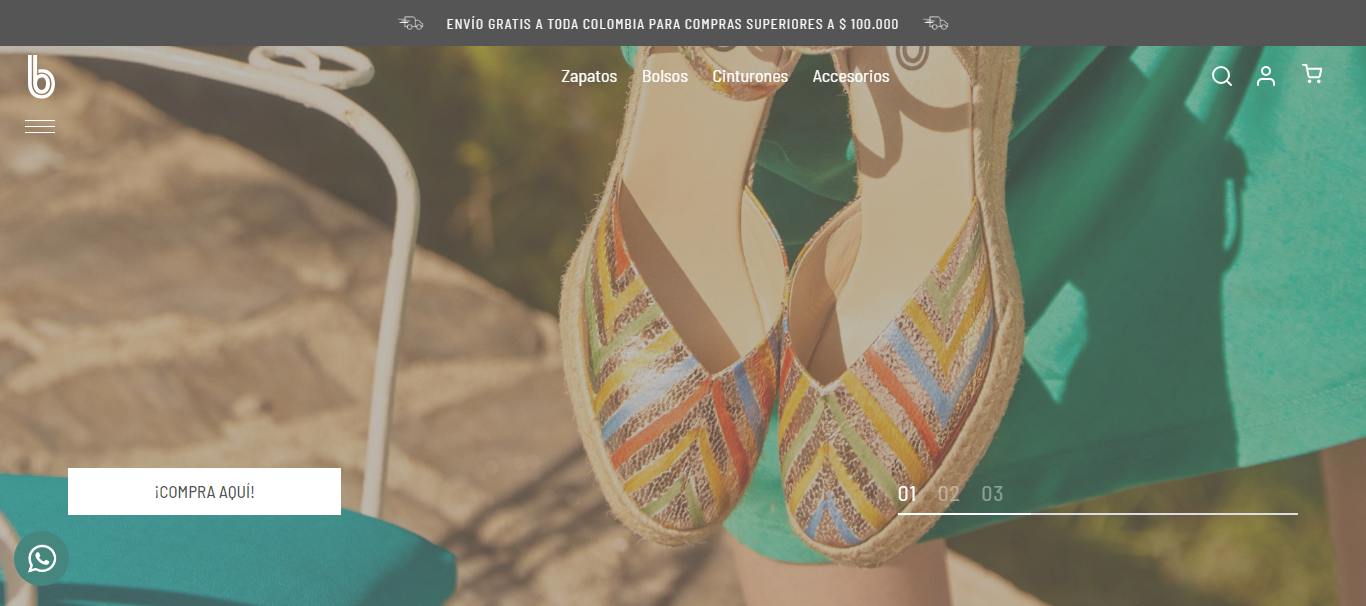 ENVÍO GRATIS A TODA COLOMBIA PARA COMPRAS SUPERIORES A $ 100.000
b
Zapatos Bolsos Cinturones Accesorios
¡COMPRA AQUÍ!
01 02 03